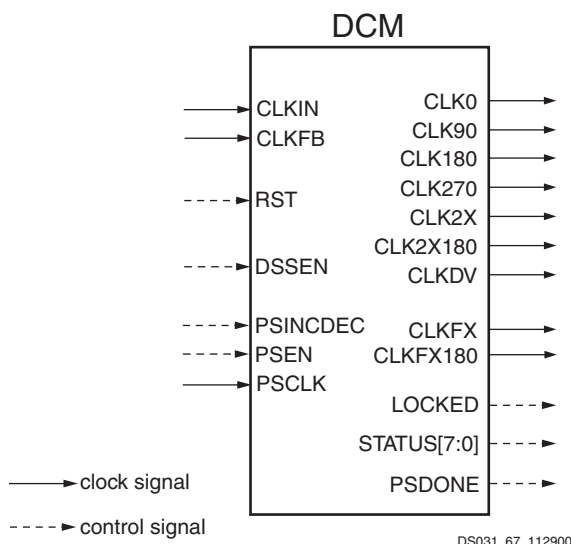 DCM
CLKIN
CLKFB
RST
DSSEN
PSINCDEC
PSEN
PSCLK
CLK0
CLK90
CLK180
CLK270
CLK2X
CLK2X180
CLKDV
CLKFX
CLKFX180
LOCKED
STATUS[7:0]
PSDONE
clock signal
control signal
DS031_67_112900